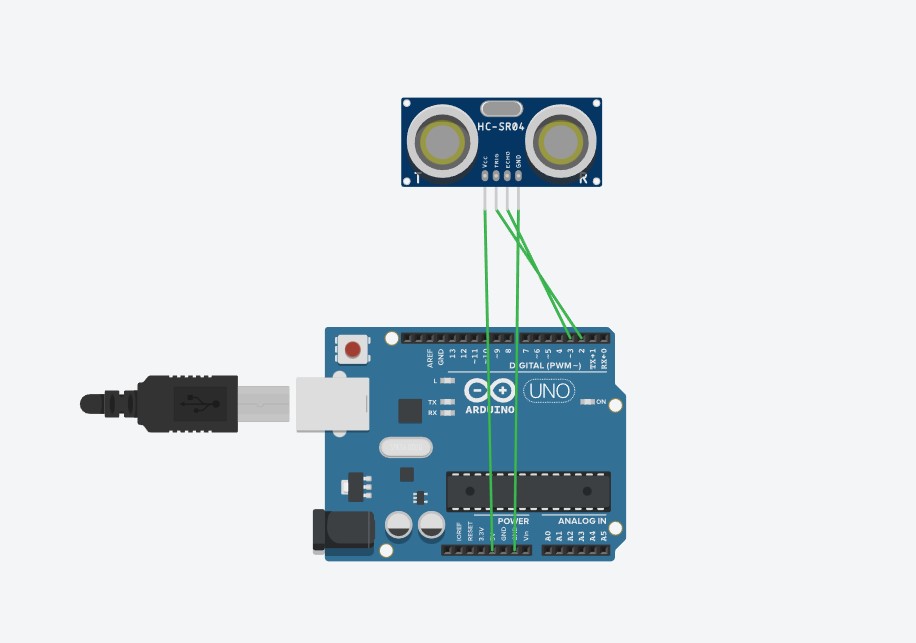 HC-SR04
Vcc
TRIG
ECHO
GND
T
R
AREF
GND
13
12
~11
~10
~9
8
7
~6
~5
4
~3
2
TX→1
RX←0
DIGITAL (PWM~)
L
TX
RX
ARDUINO
UNO
ON
POWER
ANALOG IN
IOREF
RESET
3.3V
GND
Vin
A0
A1
A2
A3
A4
A5